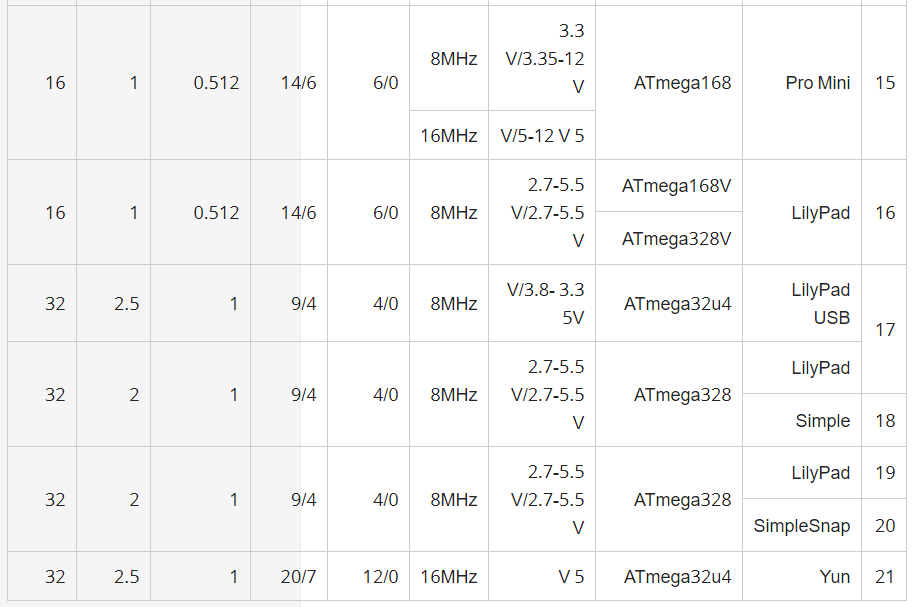 16 1 0.512 14/6 6/0 8MHz 3.3
V/3.35-12
V ATmega168 Pro Mini 15
16MHz V/5-12 V 5
16 1 0.512 14/6 6/0 8MHz 2.7-5.5
V/2.7-5.5
V ATmega168V LilyPad 16
ATmega328V
32 2.5 1 9/4 4/0 8MHz V/3.8- 3.3
5V ATmega32u4 LilyPad
USB 17
32 2 1 9/4 4/0 8MHz 2.7-5.5
V/2.7-5.5
V ATmega328 LilyPad
Simple 18
32 2 1 9/4 4/0 8MHz 2.7-5.5
V/2.7-5.5
V ATmega328 LilyPad 19
SimpleSnap 20
32 2.5 1 20/7 12/0 16MHz V 5 ATmega32u4 Yun 21